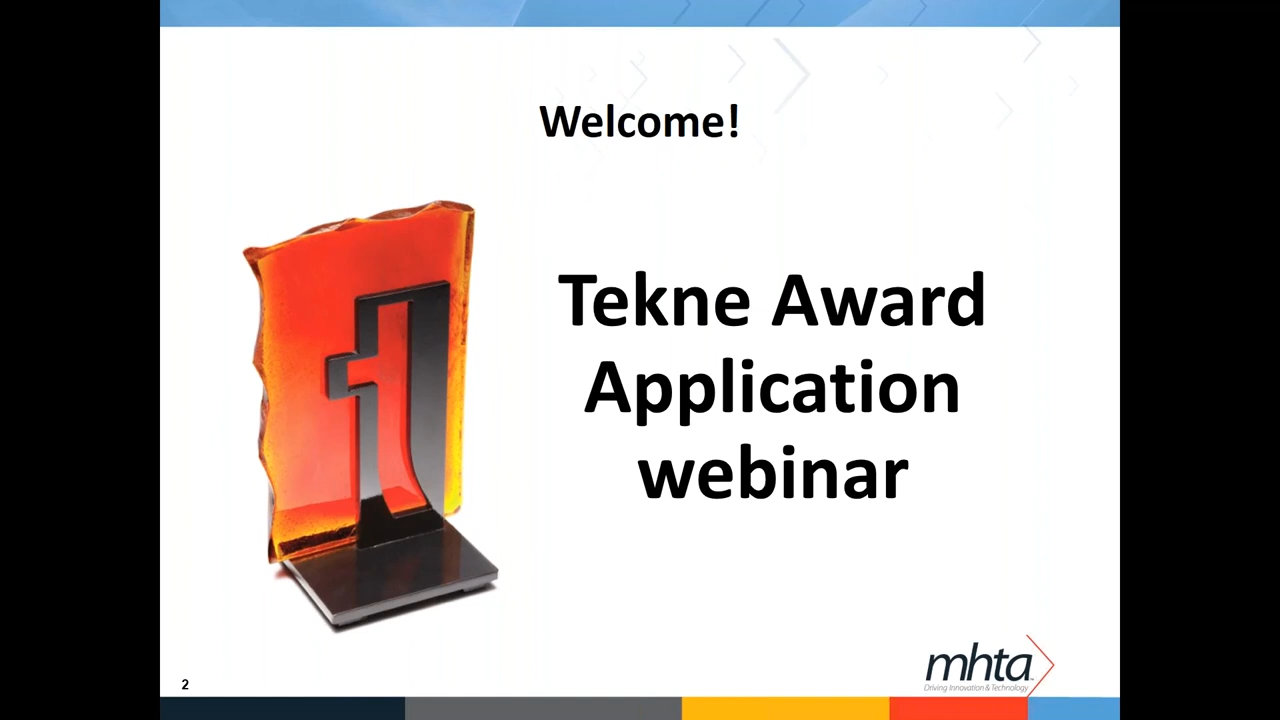 Welcome!
Tekne Award
Application
webinar
mhta
Driving Innovation & Technology
2